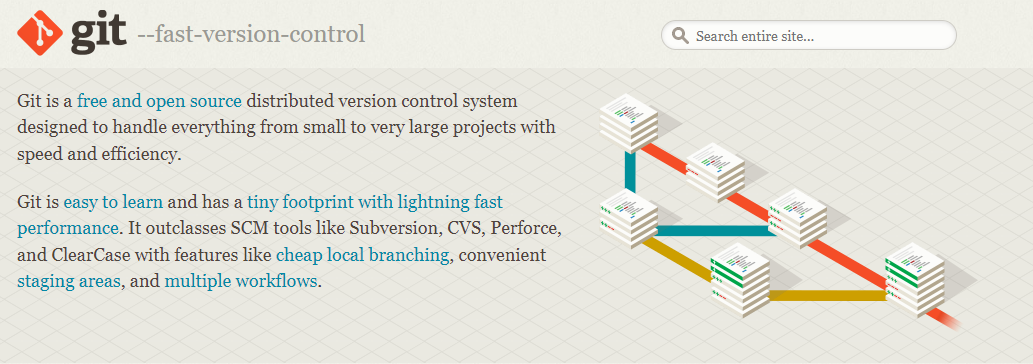 git --fast-version-control
Search entire site...
Git is a free and open source distributed version control system
designed to handle everything from small to very large projects with
speed and efficiency.
Git is easy to learn and has a tiny footprint with lightning fast
performance. It outclasses SCM tools like Subversion, CVS, Perforce,
and ClearCase with features like cheap local branching, convenient
staging areas, and multiple workflows.